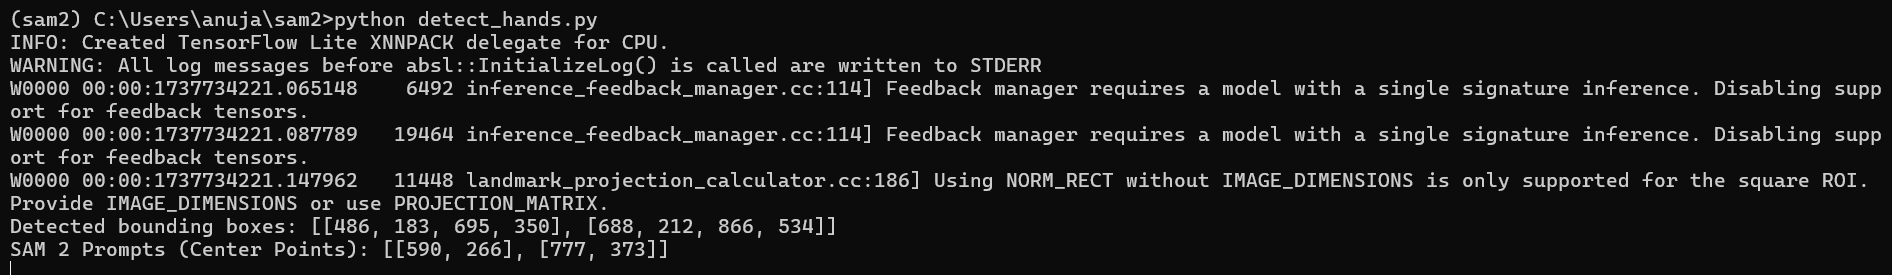 (sam2) C:\Users\anuja\sam2>python detect_hands.py
INFO: Created TensorFlow Lite XNNPACK delegate for CPU.
WARNING: All log messages before absl::InitializeLog() is called are written to STDERR
W0000 00:00:1737734221.065148    6492 inference_feedback_manager.cc:114] Feedback manager requires a model with a single signature inference. Disabling supp
ort for feedback tensors.
W0000 00:00:1737734221.087789   19464 inference_feedback_manager.cc:114] Feedback manager requires a model with a single signature inference. Disabling supp
ort for feedback tensors.
W0000 00:00:1737734221.147962   11448 landmark_projection_calculator.cc:186] Using NORM_RECT without IMAGE_DIMENSIONS is only supported for the square ROI.
Provide IMAGE_DIMENSIONS or use PROJECTION_MATRIX.
Detected bounding boxes: [[486, 183, 695, 350], [688, 212, 866, 534]]
SAM 2 Prompts (Center Points): [[590, 266], [777, 373]]